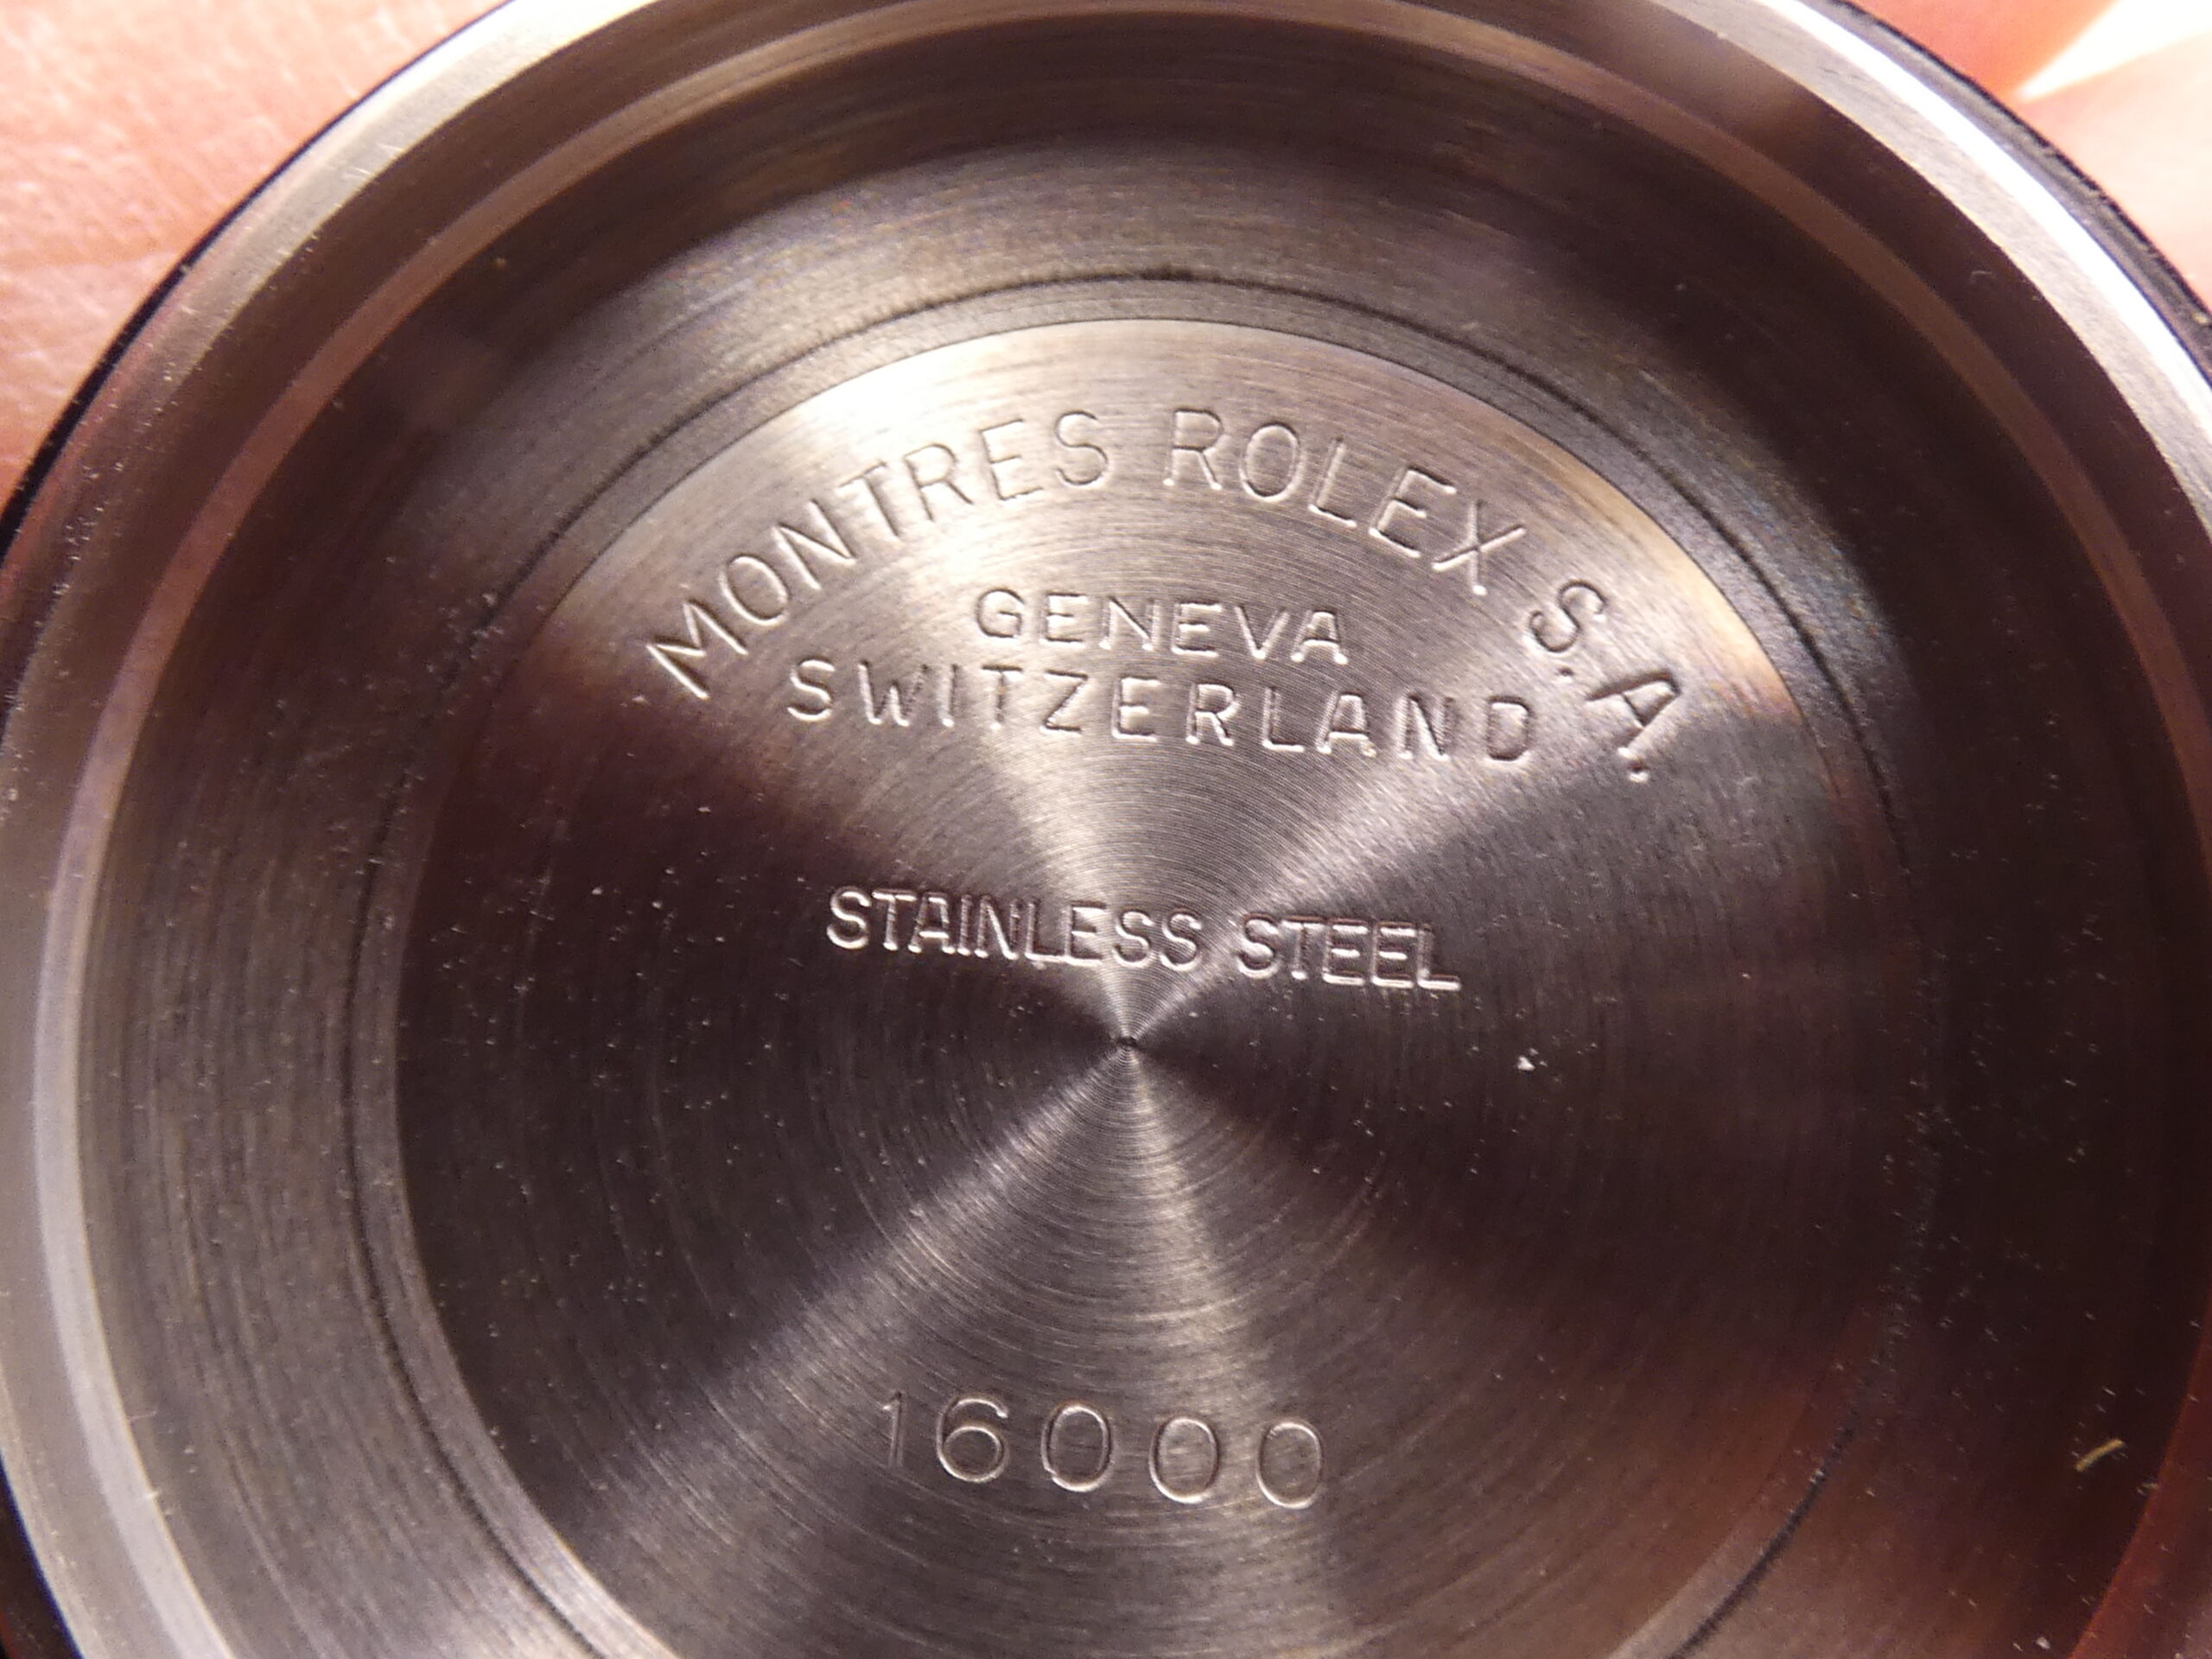 MONTRES ROLEX S.A.
GENEVA
SWITZERLAND
STAINLESS STEEL
16000